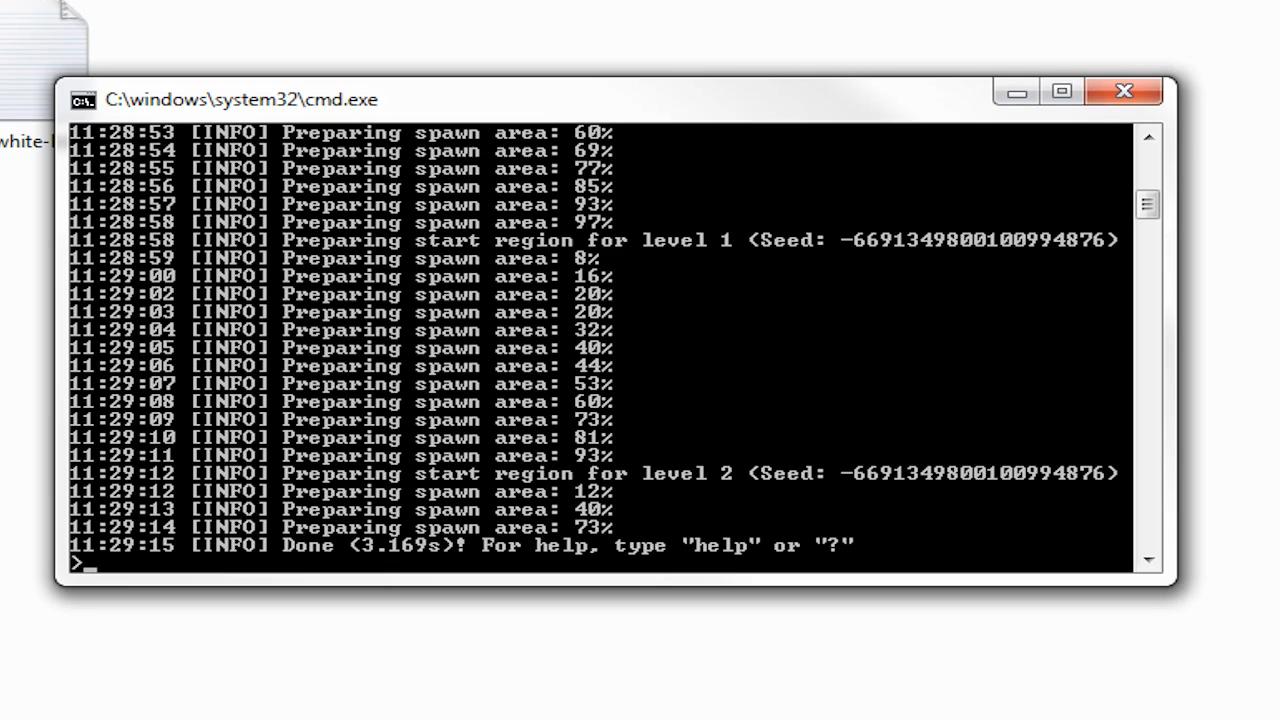 white-
C:\windows\system32\cmd.exe
11:28:53 [INFO] Preparing spawn area: 60%
11:28:54 [INFO] Preparing spawn area: 69%
11:28:55 [INFO] Preparing spawn area: 77%
11:28:56 [INFO] Preparing spawn area: 85%
11:28:57 [INFO] Preparing spawn area: 93%
11:28:58 [INFO] Preparing spawn area: 97%
11:28:58 [INFO] Preparing start region for level 1 (Seed: -6691349800100994876)
11:28:59 [INFO] Preparing spawn area: 8%
11:29:00 [INFO] Preparing spawn area: 16%
11:29:02 [INFO] Preparing spawn area: 20%
11:29:03 [INFO] Preparing spawn area: 20%
11:29:04 [INFO] Preparing spawn area: 32%
11:29:05 [INFO] Preparing spawn area: 40%
11:29:06 [INFO] Preparing spawn area: 44%
11:29:07 [INFO] Preparing spawn area: 53%
11:29:08 [INFO] Preparing spawn area: 60%
11:29:09 [INFO] Preparing spawn area: 73%
11:29:10 [INFO] Preparing spawn area: 81%
11:29:11 [INFO] Preparing spawn area: 93%
11:29:12 [INFO] Preparing start region for level 2 (Seed: -6691349800100994876)
11:29:12 [INFO] Preparing spawn area: 12%
11:29:13 [INFO] Preparing spawn area: 40%
11:29:14 [INFO] Preparing spawn area: 73%
11:29:15 [INFO] Done (3.169s)! For help, type "help" or "?"
>_